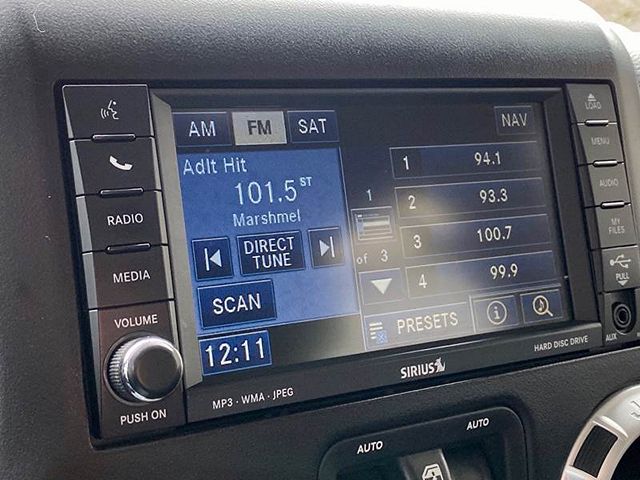 AM FM SAT NAV
Adlt Hit
101.5 ST
Marshmel
DIRECT
TUNE
SCAN
12:11
1
of 3
1 94.1
2 93.3
3 100.7
4 99.9
PRESETS
RADIO
MEDIA
VOLUME
PUSH ON
LOAD
MENU
AUDIO
MY
FILES
PULL
AUX
MP3 · WMA · JPEG
SIRIUS
HARD DISC DRIVE
AUTO
AUTO